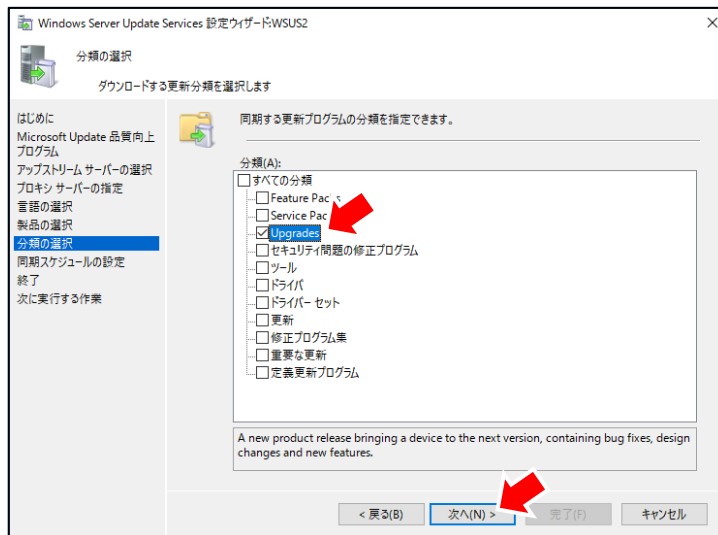 Windows Server Update Services 設定ウィザード:WSUS2
分類の選択
ダウンロードする更新分類を選択します
はじめに
Microsoft Update 品質向上
プログラム
アップストリーム サーバーの選択
プロキシ サーバーの指定
言語の選択
製品の選択
分類の選択
同期スケジュールの設定
終了
次に実行する作業
同期する更新プログラムの分類を指定できます。
分類(A):
すべての分類
Feature
Service
Upgrades
セキュリティ問題の修正プログラム
ツール
ドライバ
ドライバー セット
更新
修正プログラム集
重要な更新
定義更新プログラム
A new product release bringing a device to the next version, containing bug fixes, design
changes and new features.
< 戻る(B)
次へ(N) >
完了(F)
キャンセル